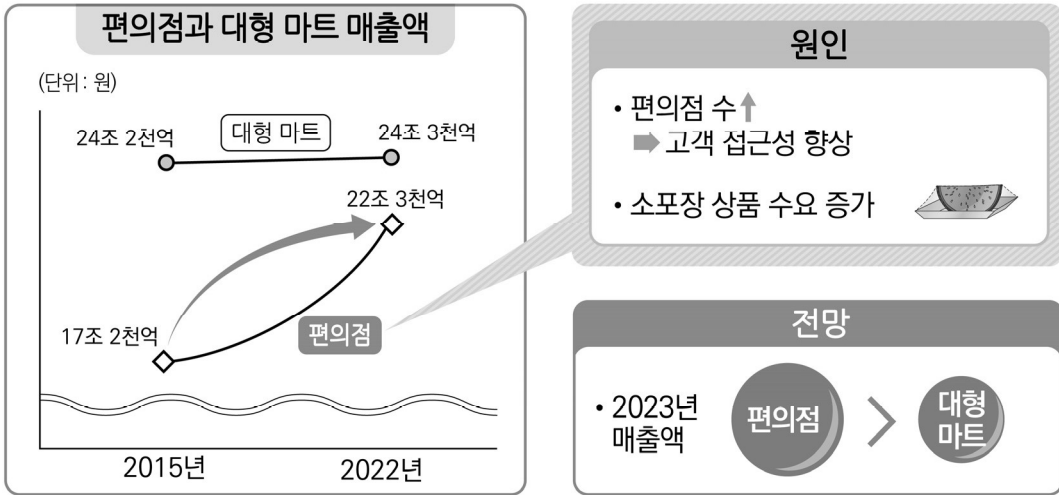 편의점과 대형 마트 매출액
(단위: 원)
24조 2천억
대형 마트
24조 3천억
22조 3천억
17조 2천억
편의점
2015년
2022년
원인
• 편의점 수↑
➡ 고객 접근성 향상
• 소포장 상품 수요 증가
전망
• 2023년
매출액
편의점
>
대형
마트